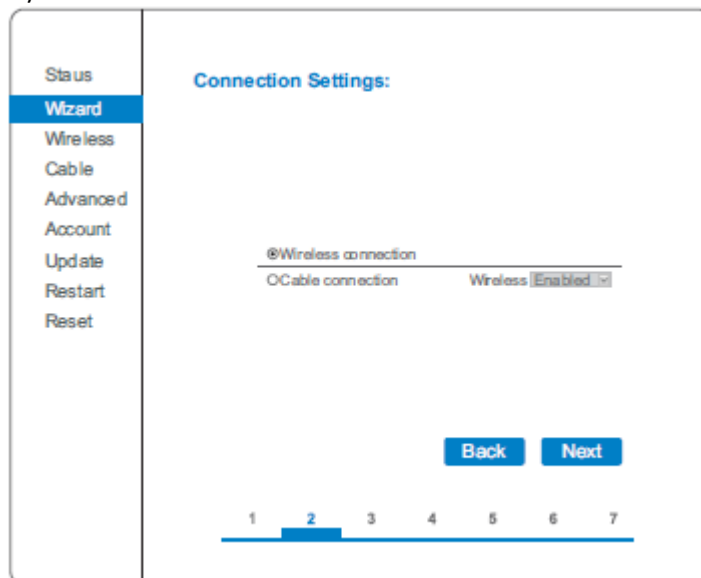 Staus
Wizard
Wireless
Cable
Advanced
Account
Update
Restart
Reset
Connection Settings:
Wireless connection
Cable connection Wireless Enabled
Back Next
1 2 3 4 5 6 7